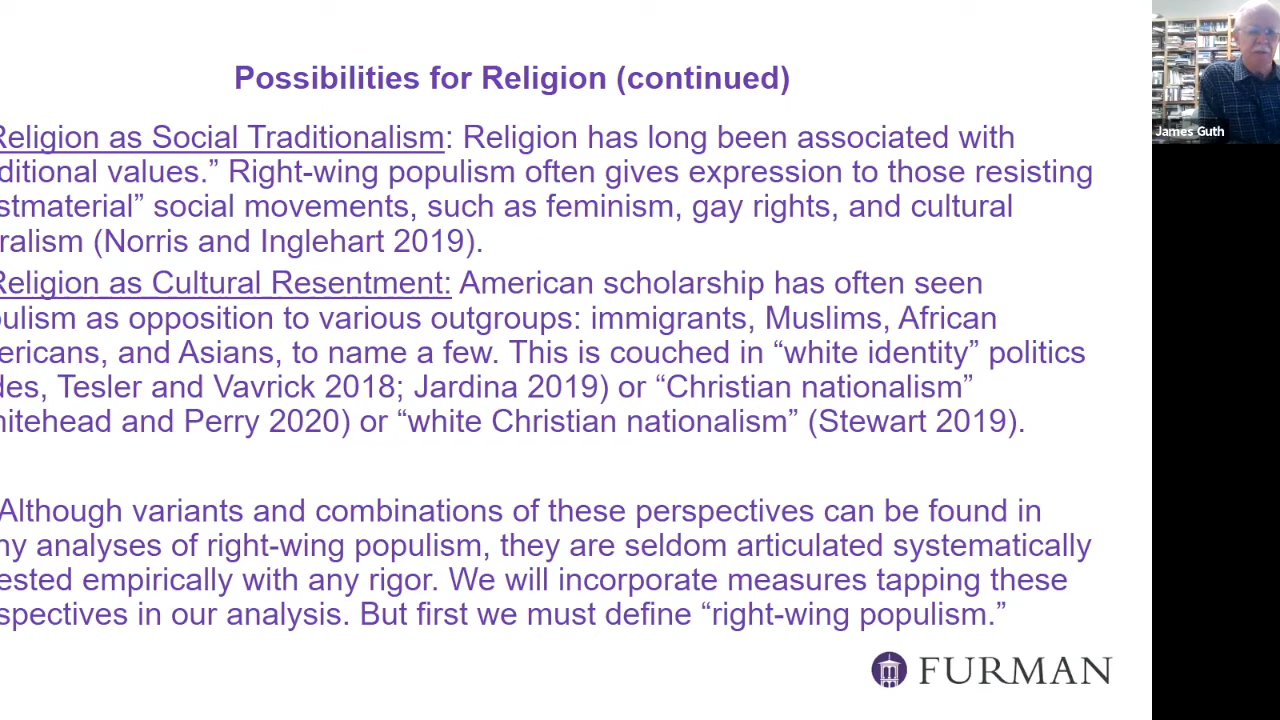 Possibilities for Religion (continued)
Religion as Social Traditionalism: Religion has long been associated with
ditional values.” Right-wing populism often gives expression to those resisting
stmaterial” social movements, such as feminism, gay rights, and cultural
ralism (Norris and Inglehart 2019).
Religion as Cultural Resentment: American scholarship has often seen
ulism as opposition to various outgroups: immigrants, Muslims, African
ericans, and Asians, to name a few. This is couched in “white identity” politics
des, Tesler and Vavrick 2018; Jardina 2019) or “Christian nationalism”
hitehead and Perry 2020) or “white Christian nationalism” (Stewart 2019).
Although variants and combinations of these perspectives can be found in
ny analyses of right-wing populism, they are seldom articulated systematically
ested empirically with any rigor. We will incorporate measures tapping these
spectives in our analysis. But first we must define “right-wing populism.”
FURMAN
James Guth